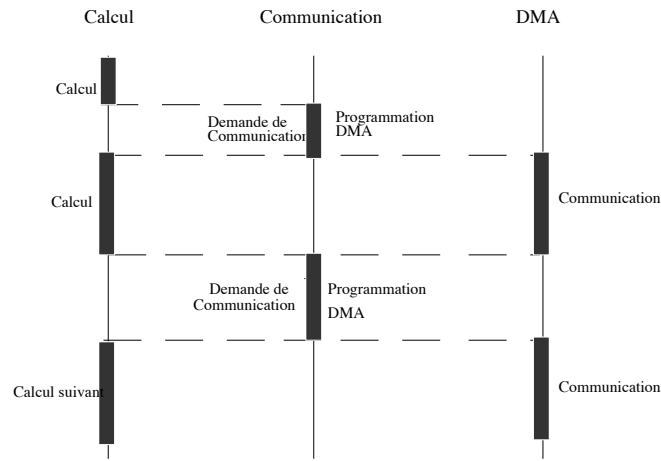 Calcul
Communication
DMA
Calcul
Demande de
Communication
Programmation
DMA
Calcul
Communication
Demande de
Communication
Programmation
DMA
Calcul suivant
Communication